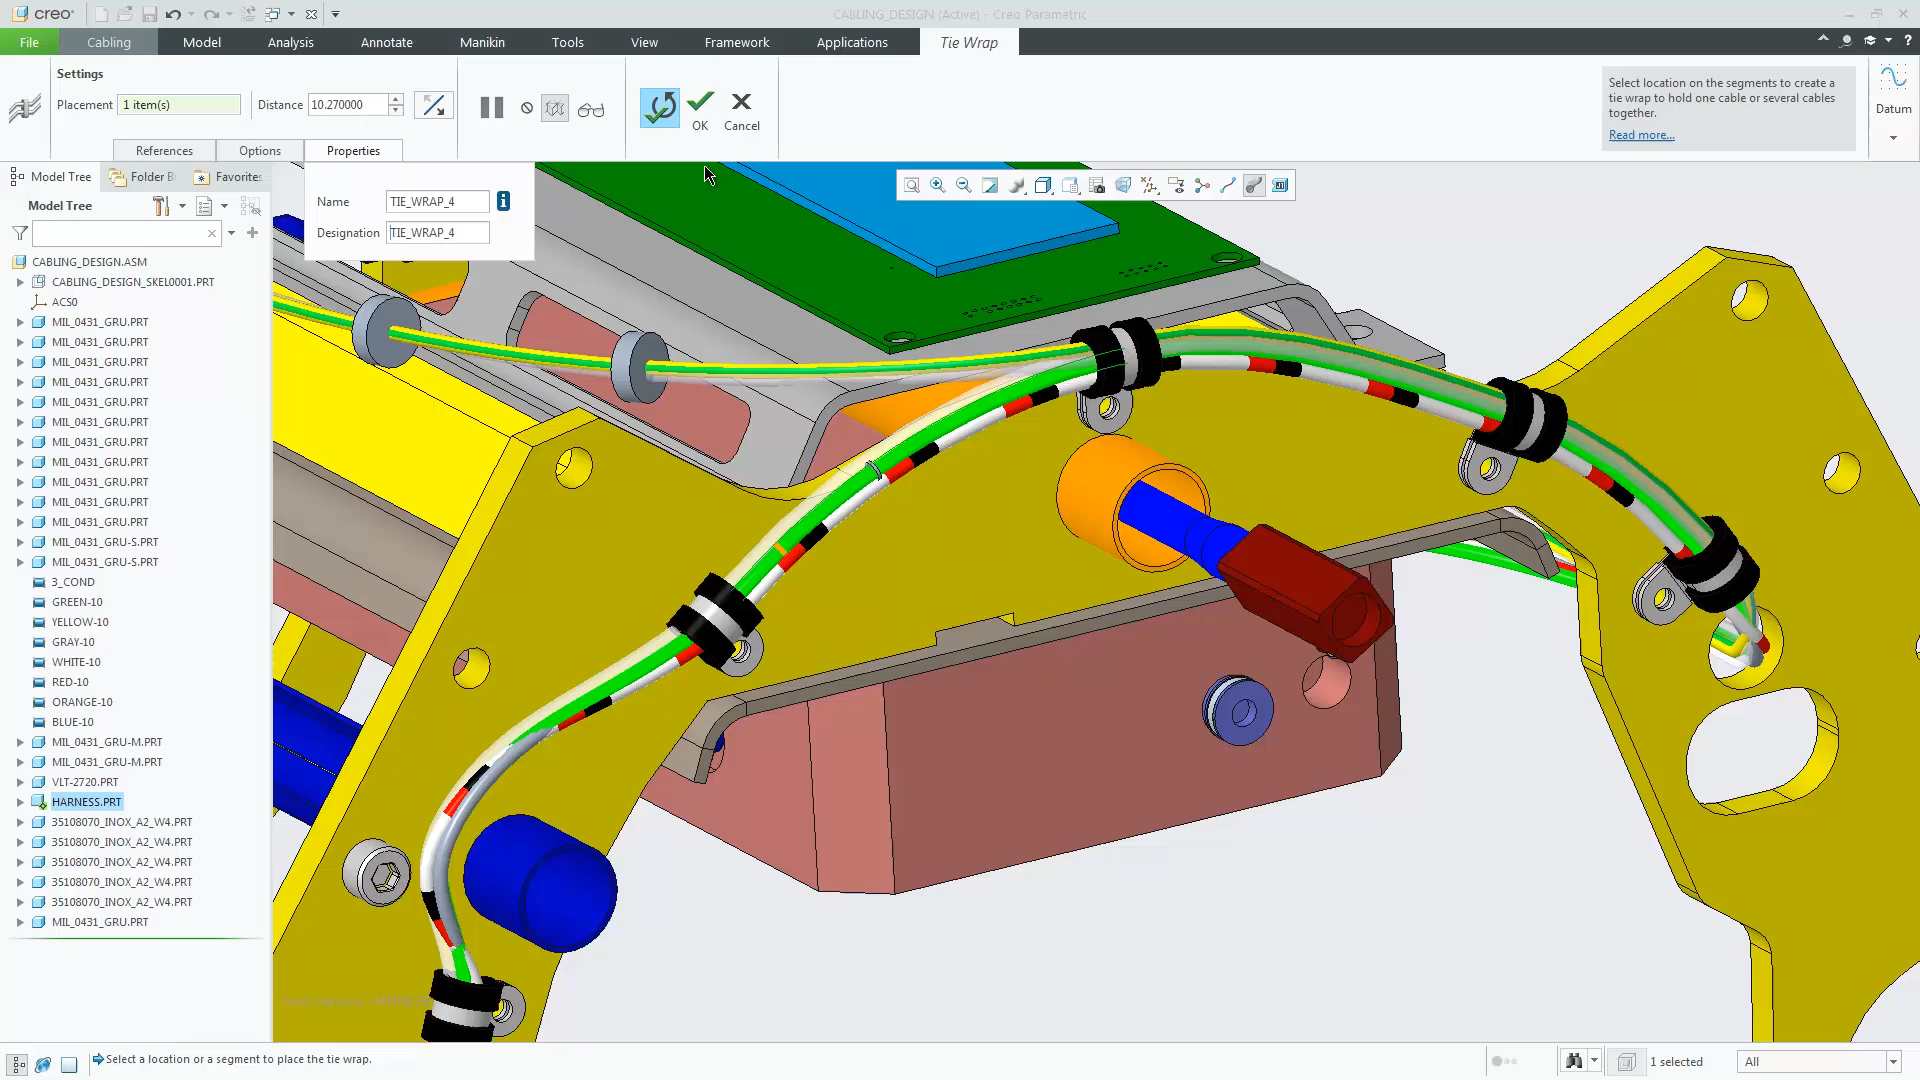 creo
CABLING_DESIGN (Active) - Creo Parametric
File
Cabling
Model
Analysis
Annotate
Manikin
Tools
View
Framework
Applications
Tie Wrap
Settings
Placement
1 item(s)
Distance
10.270000
OK
Cancel
Select location on the segments to create a
tie wrap to hold one cable or several cables
together.
Read more...
Datum
References
Options
Properties
Model Tree
Folder B
Favorites
Name
TIE_WRAP_4
Designation
TIE_WRAP_4
Model Tree
CABLING_DESIGN.ASM
CABLING_DESIGN_SKEL0001.PRT
ACS0
MIL_0431_GRU.PRT
MIL_0431_GRU.PRT
MIL_0431_GRU.PRT
MIL_0431_GRU.PRT
MIL_0431_GRU.PRT
MIL_0431_GRU.PRT
MIL_0431_GRU.PRT
MIL_0431_GRU.PRT
MIL_0431_GRU.PRT
MIL_0431_GRU.PRT
MIL_0431_GRU.PRT
MIL_0431_GRU-S.PRT
MIL_0431_GRU-S.PRT
3_COND
GREEN-10
YELLOW-10
GRAY-10
WHITE-10
RED-10
ORANGE-10
BLUE-10
MIL_0431_GRU-M.PRT
MIL_0431_GRU-M.PRT
VLT-2720.PRT
HARNESS.PRT
35108070_INOX_A2_W4.PRT
35108070_INOX_A2_W4.PRT
35108070_INOX_A2_W4.PRT
35108070_INOX_A2_W4.PRT
35108070_INOX_A2_W4.PRT
MIL_0431_GRU.PRT
Select a location or a segment to place the tie wrap.
1 selected
All